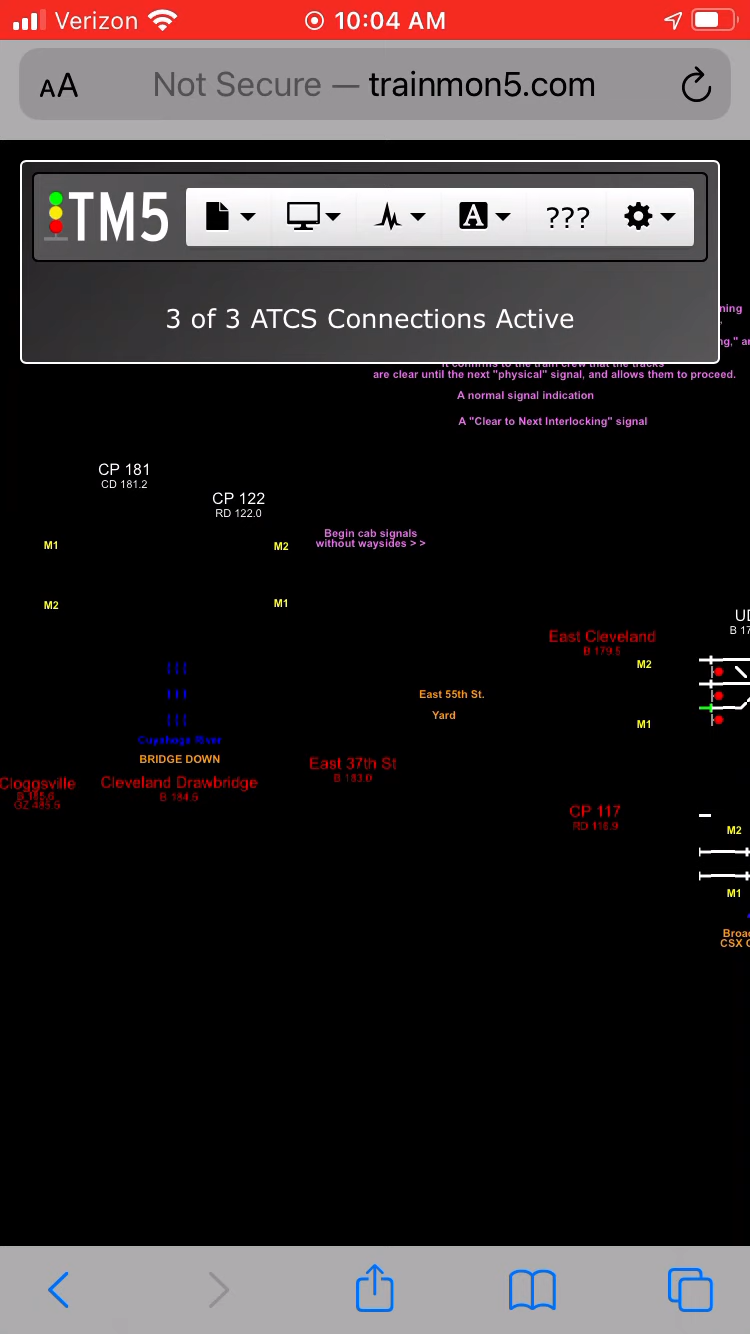 Verizon 10:04 AM
AA Not Secure — trainmon5.com
TM5 A ???
3 of 3 ATCS Connections Active
are clear until the next "physical" signal, and allows them to proceed.
A normal signal indication
A "Clear to Next Interlocking" signal
CP 181
CD 181.2
CP 122
RD 122.0
Begin cab signals
without waysides > >
M1
M2
M2
M1
East Cleveland
B 179.5
M2
M1
East 55th St.
Yard
Cuyahoga River
BRIDGE DOWN
East 37th St
B 183.0
Cloggsville
Cleveland Drawbridge
B 184.6
CP 117
RD 116.9
M2
M1
CSX